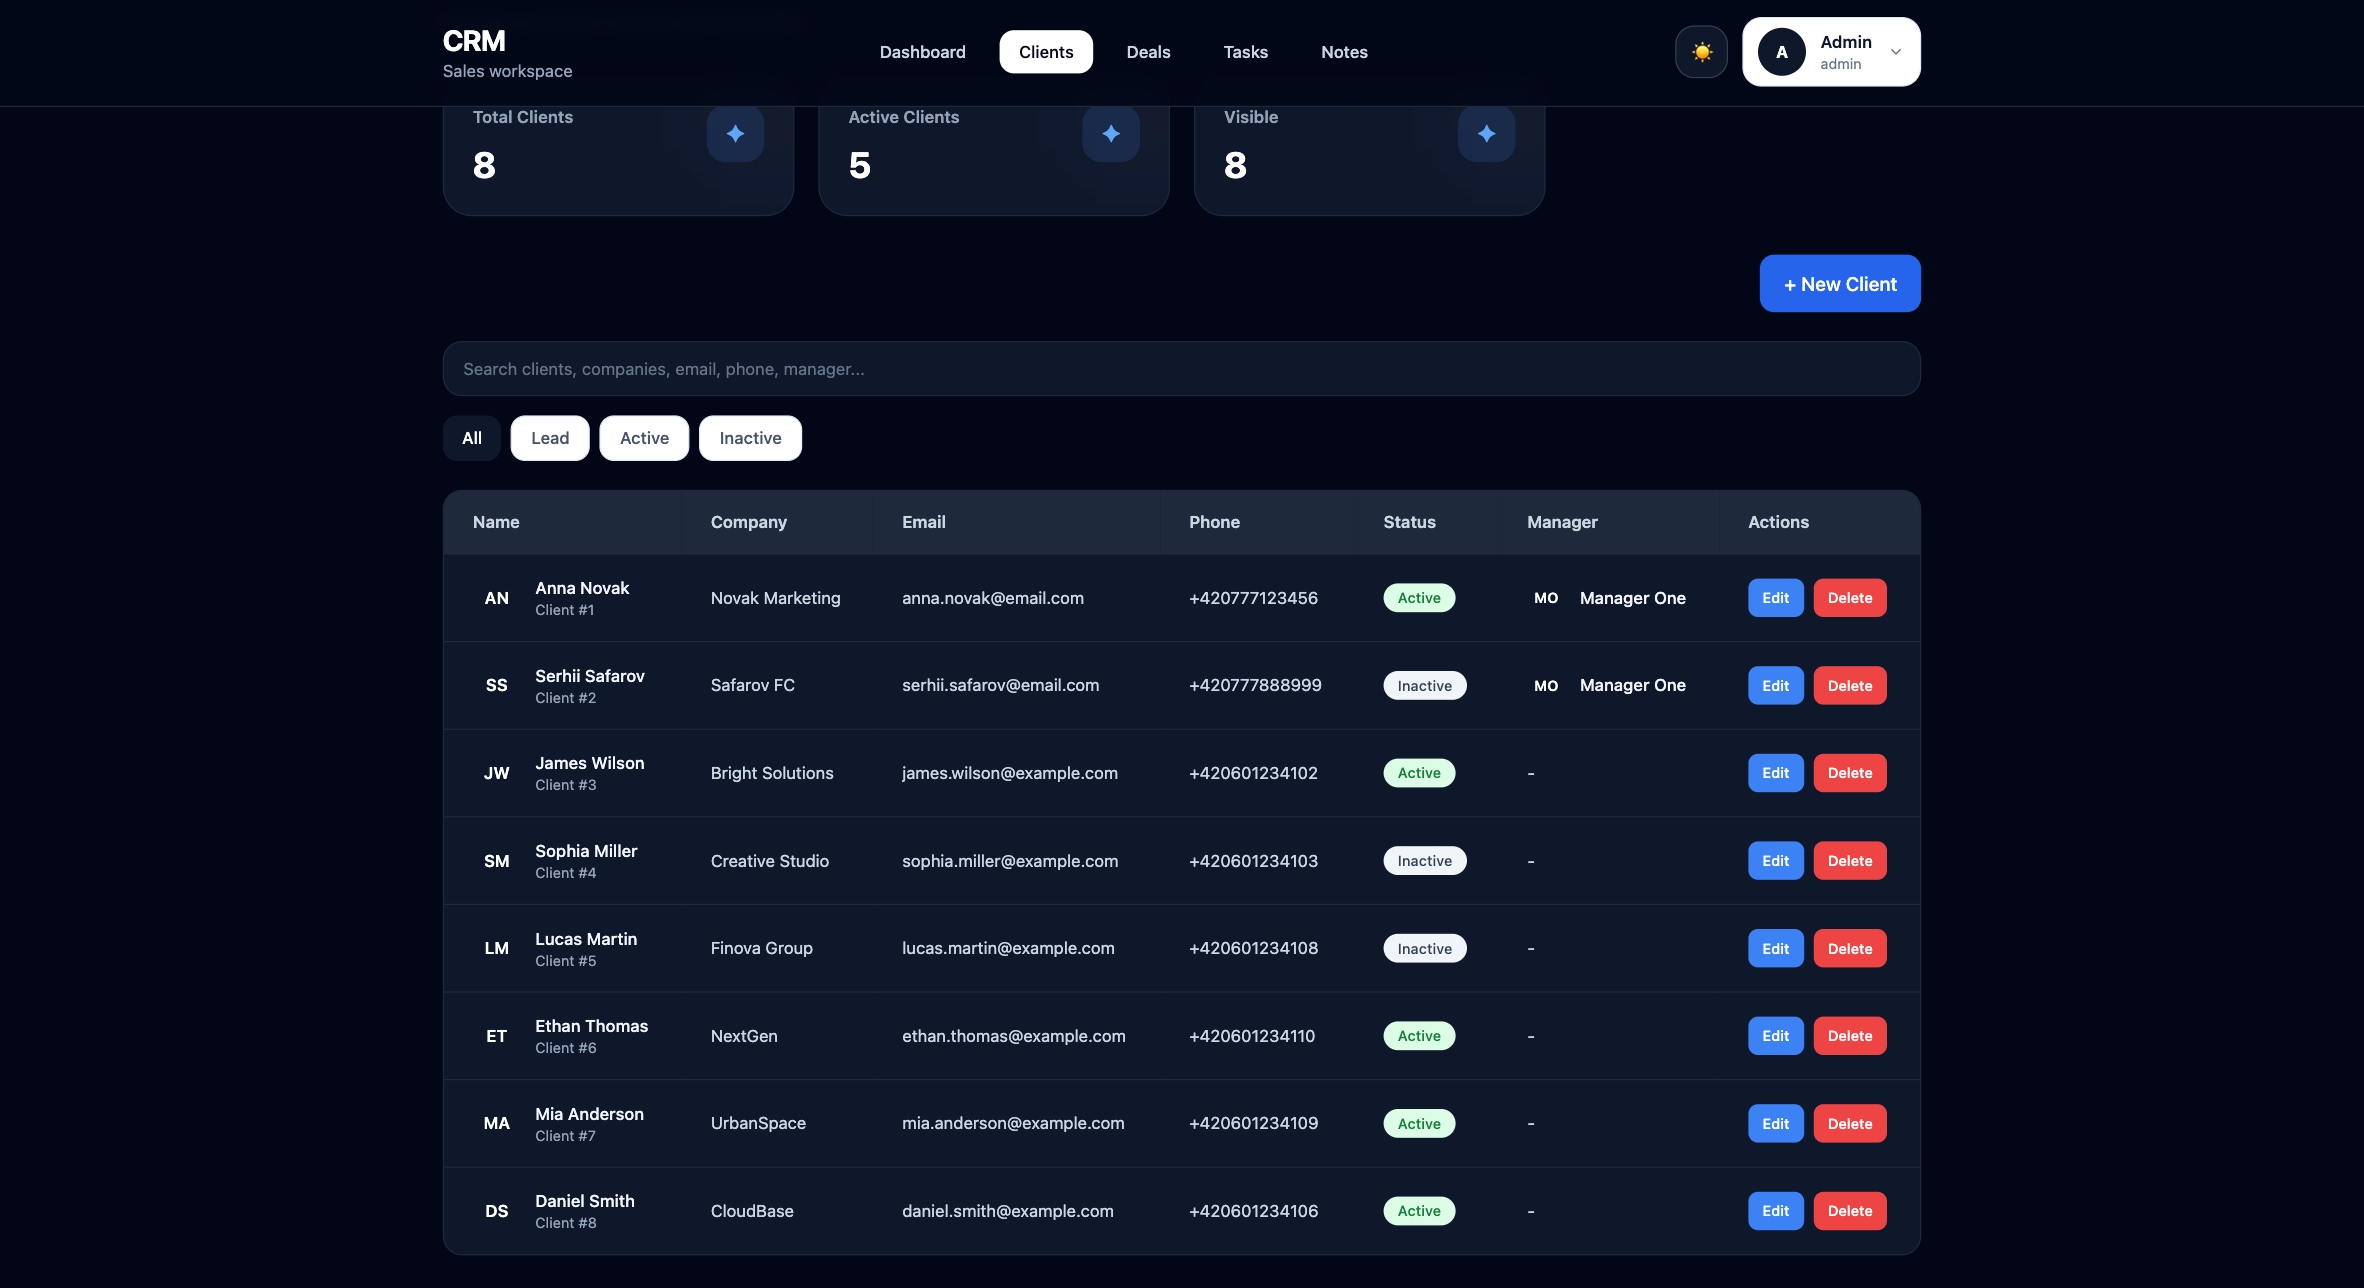 CRM
Sales workspace
Dashboard Clients Deals Tasks Notes
A Admin
admin
Total Clients
8
Active Clients
5
Visible
8
+ New Client
Search clients, companies, email, phone, manager...
All Lead Active Inactive
Name Company Email Phone Status Manager Actions
AN Anna Novak Novak Marketing anna.novak@email.com +420777123456 Active MO Manager One Edit Delete
Client #1
SS Serhii Safarov Safarov FC serhii.safarov@email.com +420777888999 Inactive MO Manager One Edit Delete
Client #2
JW James Wilson Bright Solutions james.wilson@example.com +420601234102 Active - Edit Delete
Client #3
SM Sophia Miller Creative Studio sophia.miller@example.com +420601234103 Inactive - Edit Delete
Client #4
LM Lucas Martin Finova Group lucas.martin@example.com +420601234108 Inactive - Edit Delete
Client #5
ET Ethan Thomas NextGen ethan.thomas@example.com +420601234110 Active - Edit Delete
Client #6
MA Mia Anderson UrbanSpace mia.anderson@example.com +420601234109 Active - Edit Delete
Client #7
DS Daniel Smith CloudBase daniel.smith@example.com +420601234106 Active - Edit Delete
Client #8